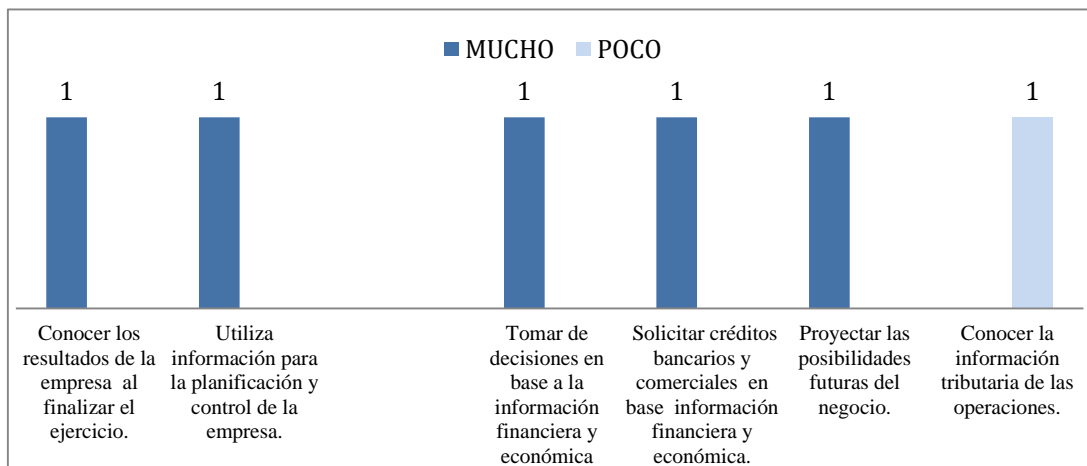 MUCHO POCO
1 1 1 1 1 1
Conocer los
resultados de la
empresa al
finalizar el
ejercicio.
Utiliza
información para
la planificación y
control de la
empresa.
Tomar de
decisiones en
base a la
información
financiera y
económica
Solicitar créditos
bancarios y
comerciales en
base información
financiera y
económica.
Proyectar las
posibilidades
futuras del
negocio.
Conocer la
información
tributaria de las
operaciones.